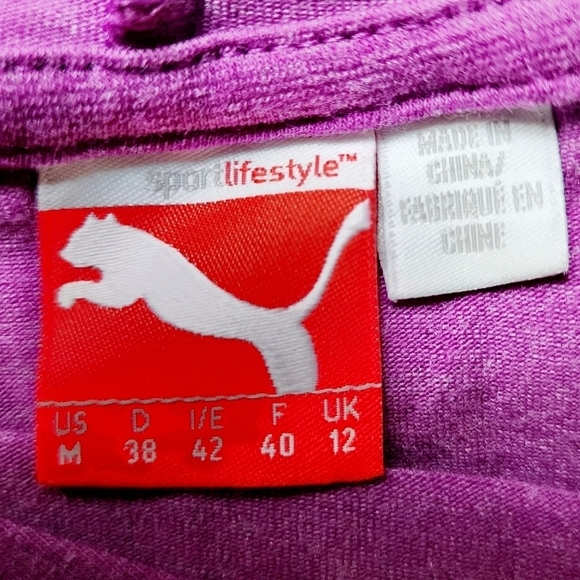 sportlifestyle™
US D I/E F UK
M 38 42 40 12
MADE IN
CHINA/
FABRIQUÉ EN
CHINE